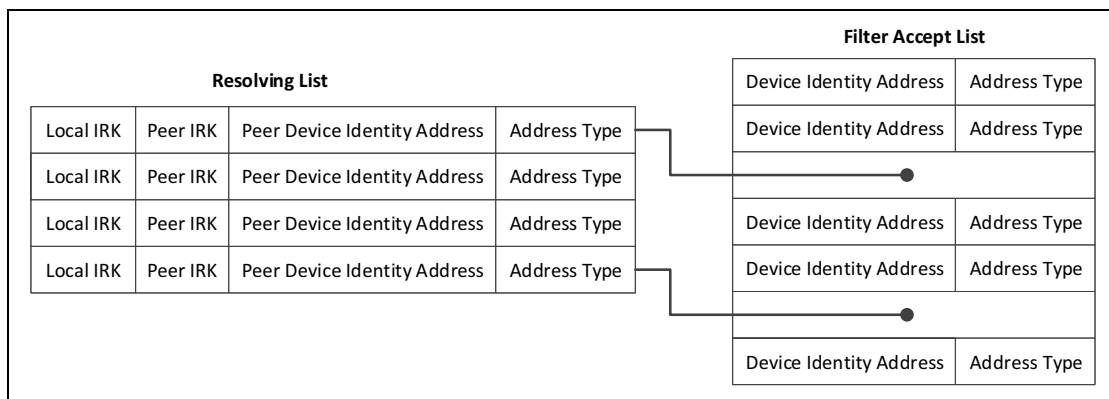 Filter Accept List
Device Identity Address Address Type
Device Identity Address Address Type
Device Identity Address Address Type
Device Identity Address Address Type
Device Identity Address Address Type
Resolving List
Local IRK Peer IRK Peer Device Identity Address Address Type
Local IRK Peer IRK Peer Device Identity Address Address Type
Local IRK Peer IRK Peer Device Identity Address Address Type
Local IRK Peer IRK Peer Device Identity Address Address Type